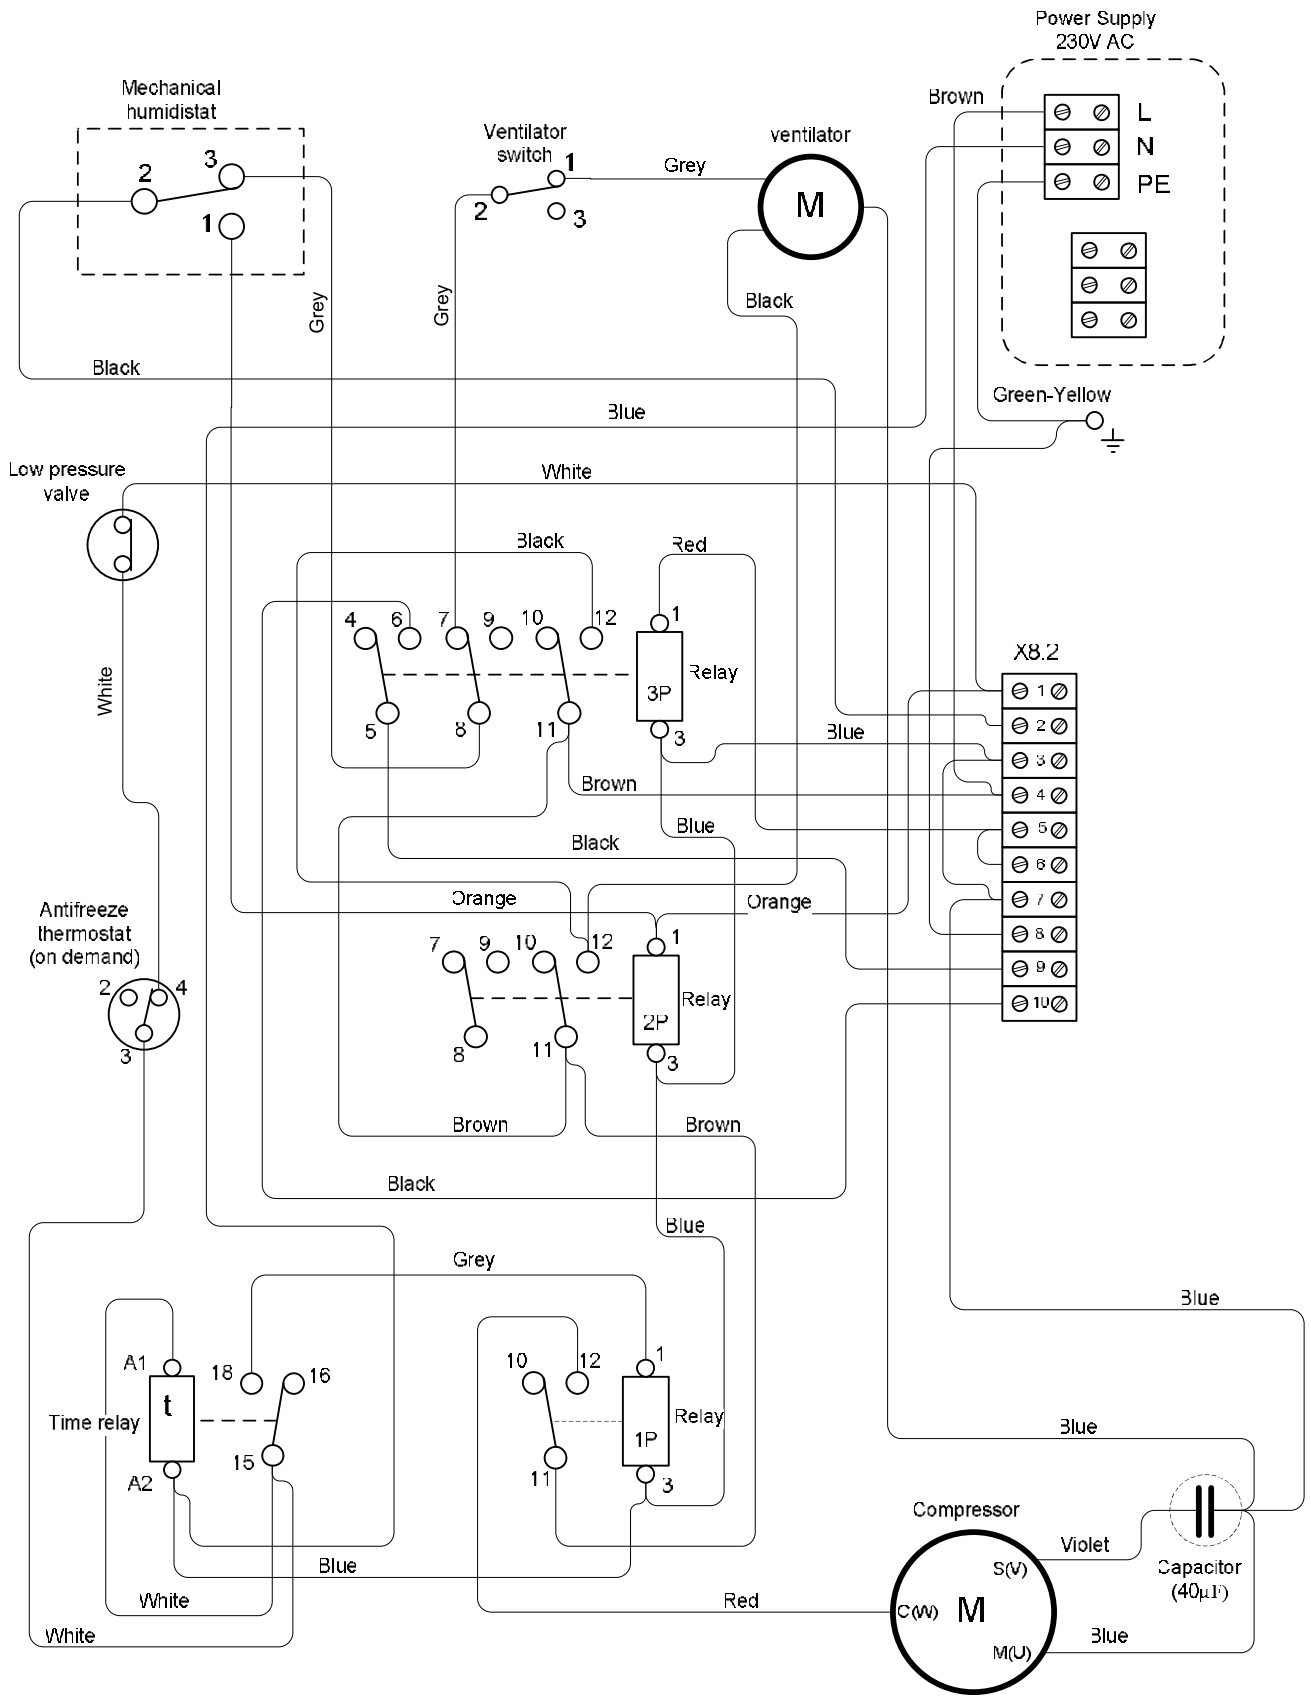 Power Supply
230V AC
Mechanical
humidistat
Brown
L
Ventilator
switch
ventilator
N
3
1
Grey
2
PE
2
3
M
1
Black
Grey
Grey
Black
Green-Yellow
Blue
Low pressure
valve
White
Black
Red
4
6
7
9
10
12
1
X8.2
White
Relay
3P
1
5
8
11
3
2
Blue
3
Brown
4
Blue
5
Black
6
Orange
Orange
7
Antifreeze
thermostat
(on demand)
7
9
10
12
1
8
9
2
4
Relay
10
2P
3
8
11
3
Brown
Brown
Black
Blue
Grey
Blue
A1
18
16
10
12
1
t
Time relay
Relay
Blue
1P
15
A2
11
3
Compressor
Violet
Capacitor
(40µF)
S(V)
Blue
White
Red
C(W)
M
White
M(U)
Blue